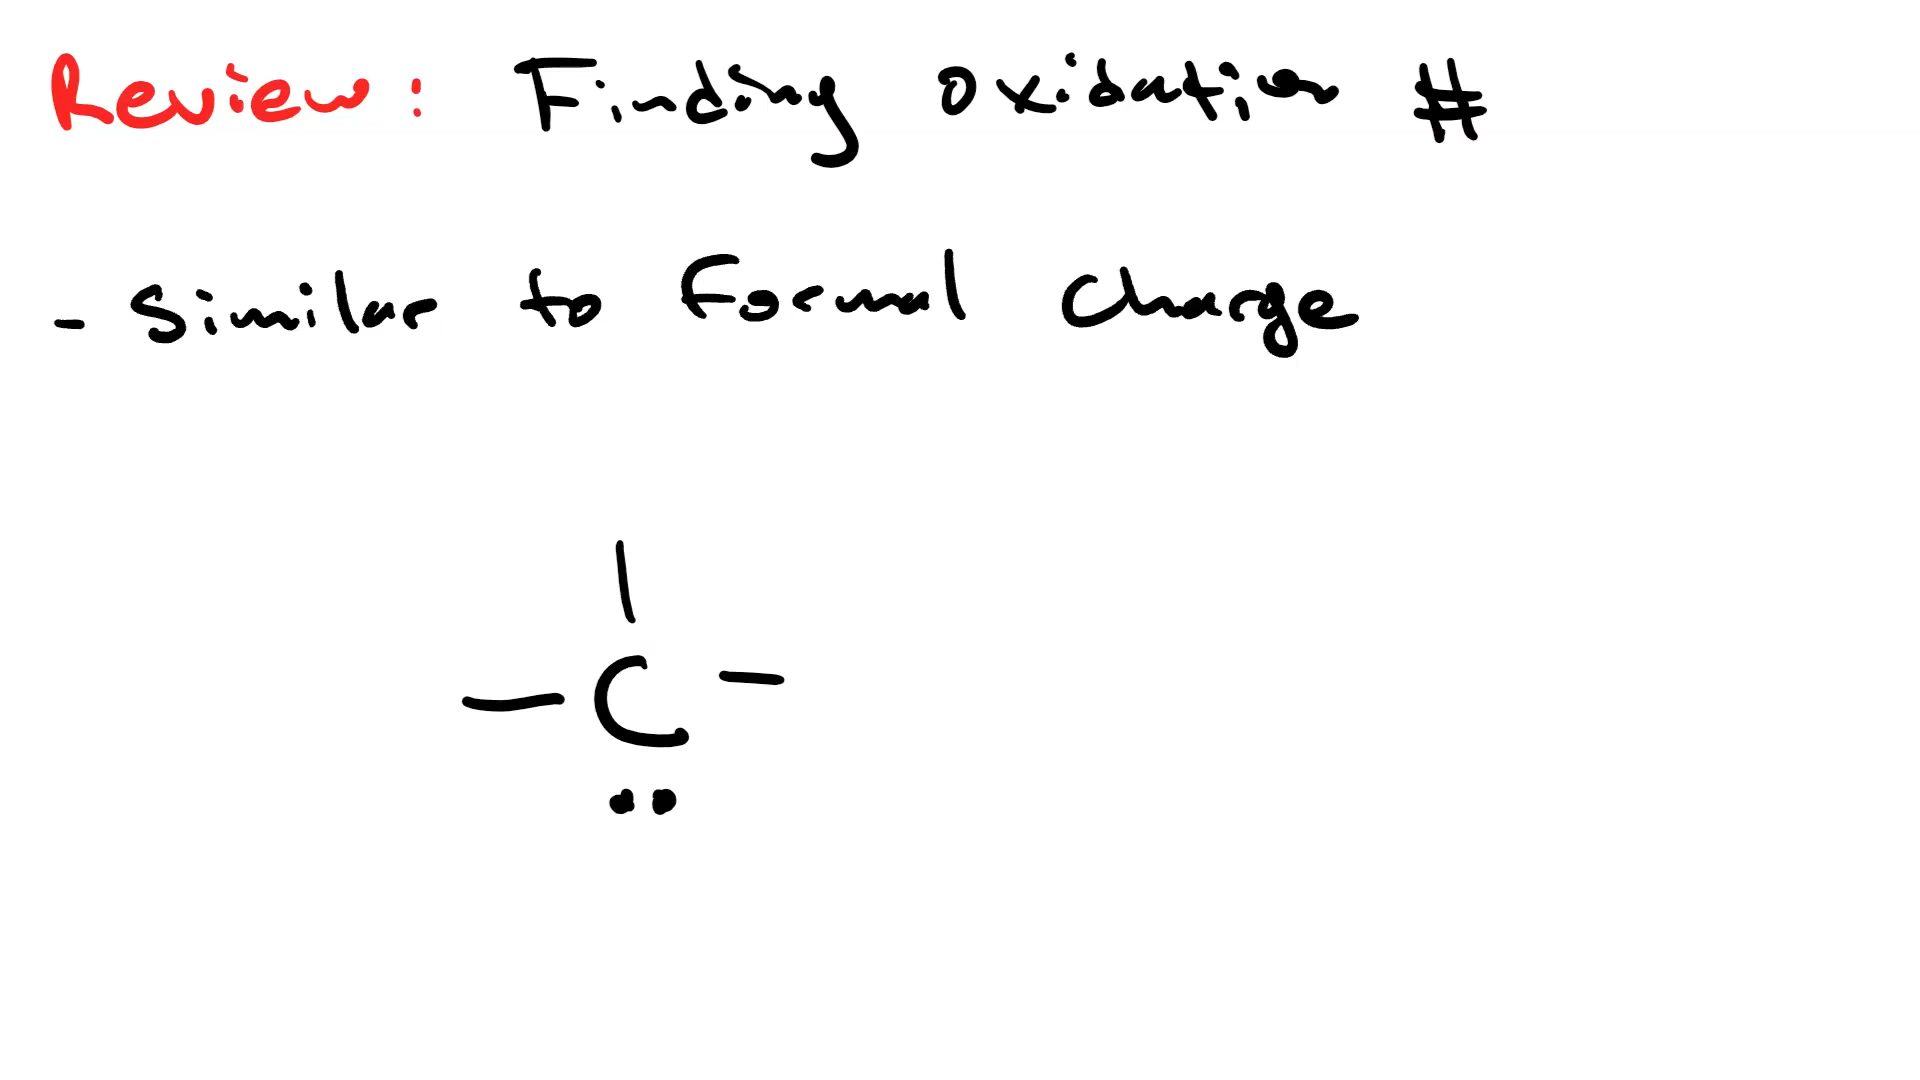 Review: Finding oxidation #
- Similar to formal charge
C